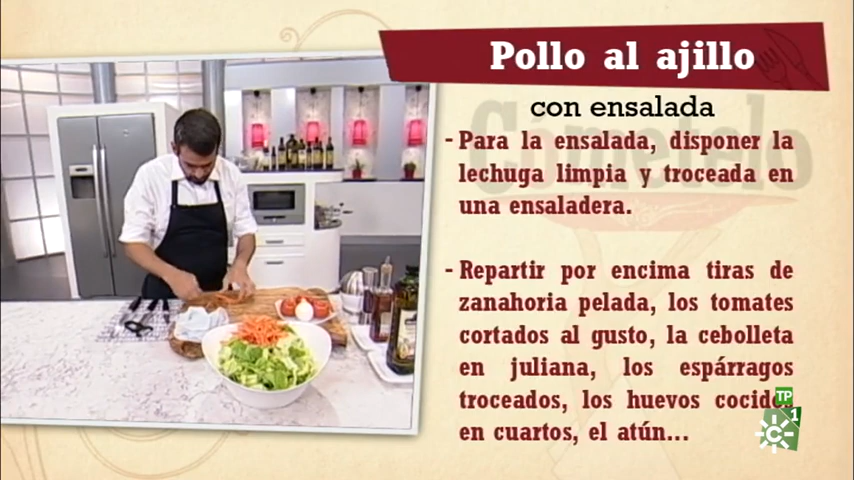 Pollo al ajillo
con ensalada
Cómetelo
- Para la ensalada, disponer la
lechuga limpia y troceada en
una ensaladera.
- Repartir por encima tiras de
zanahoria pelada, los tomates
cortados al gusto, la cebolleta
en juliana, los espárragos
troceados, los huevos cocidos
en cuartos, el atún...
TP
1